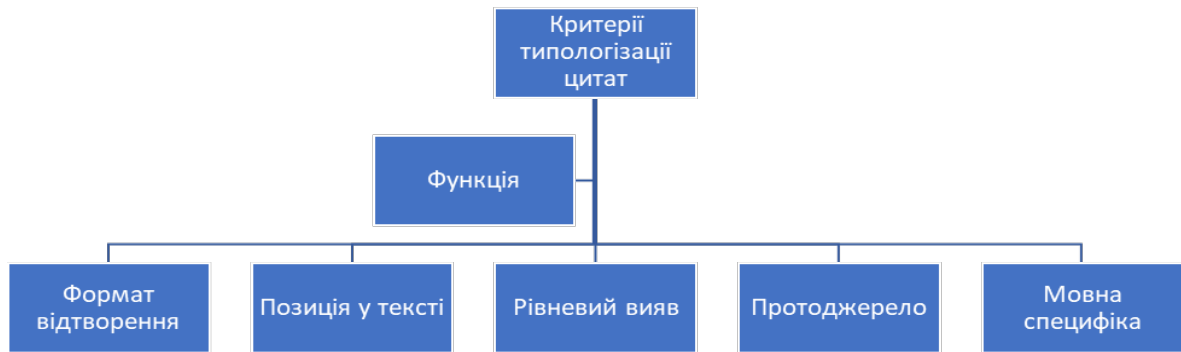 Критерії
типологізації
цитат
Функція
Формат
відтворення
Позиція у тексті
Рівневий вияв
Протоджерело
Мовна
специфіка